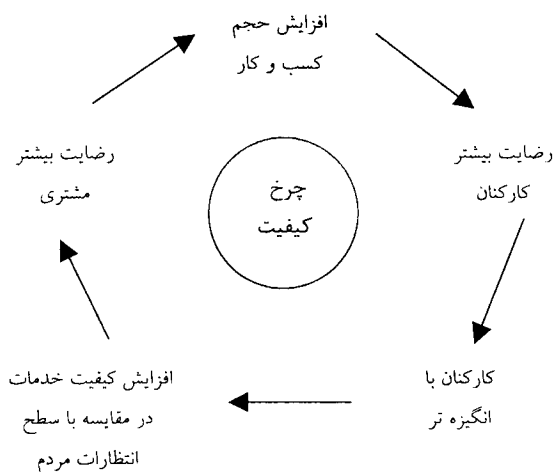 افزایش حجم
کسب و کار
رضایت بیشتر
کارکنان
کارکنان با
انگیزه تر
افزایش کیفیت خدمات
در مقایسه با سطح
انتظارات مردم
رضایت بیشتر
مشتری
چرخ
کیفیت